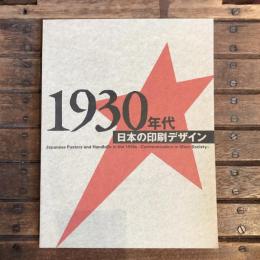 1930年代
日本の印刷デザイン
Japanese Posters and Handbills in the 1930s -Communication in Mass Society-